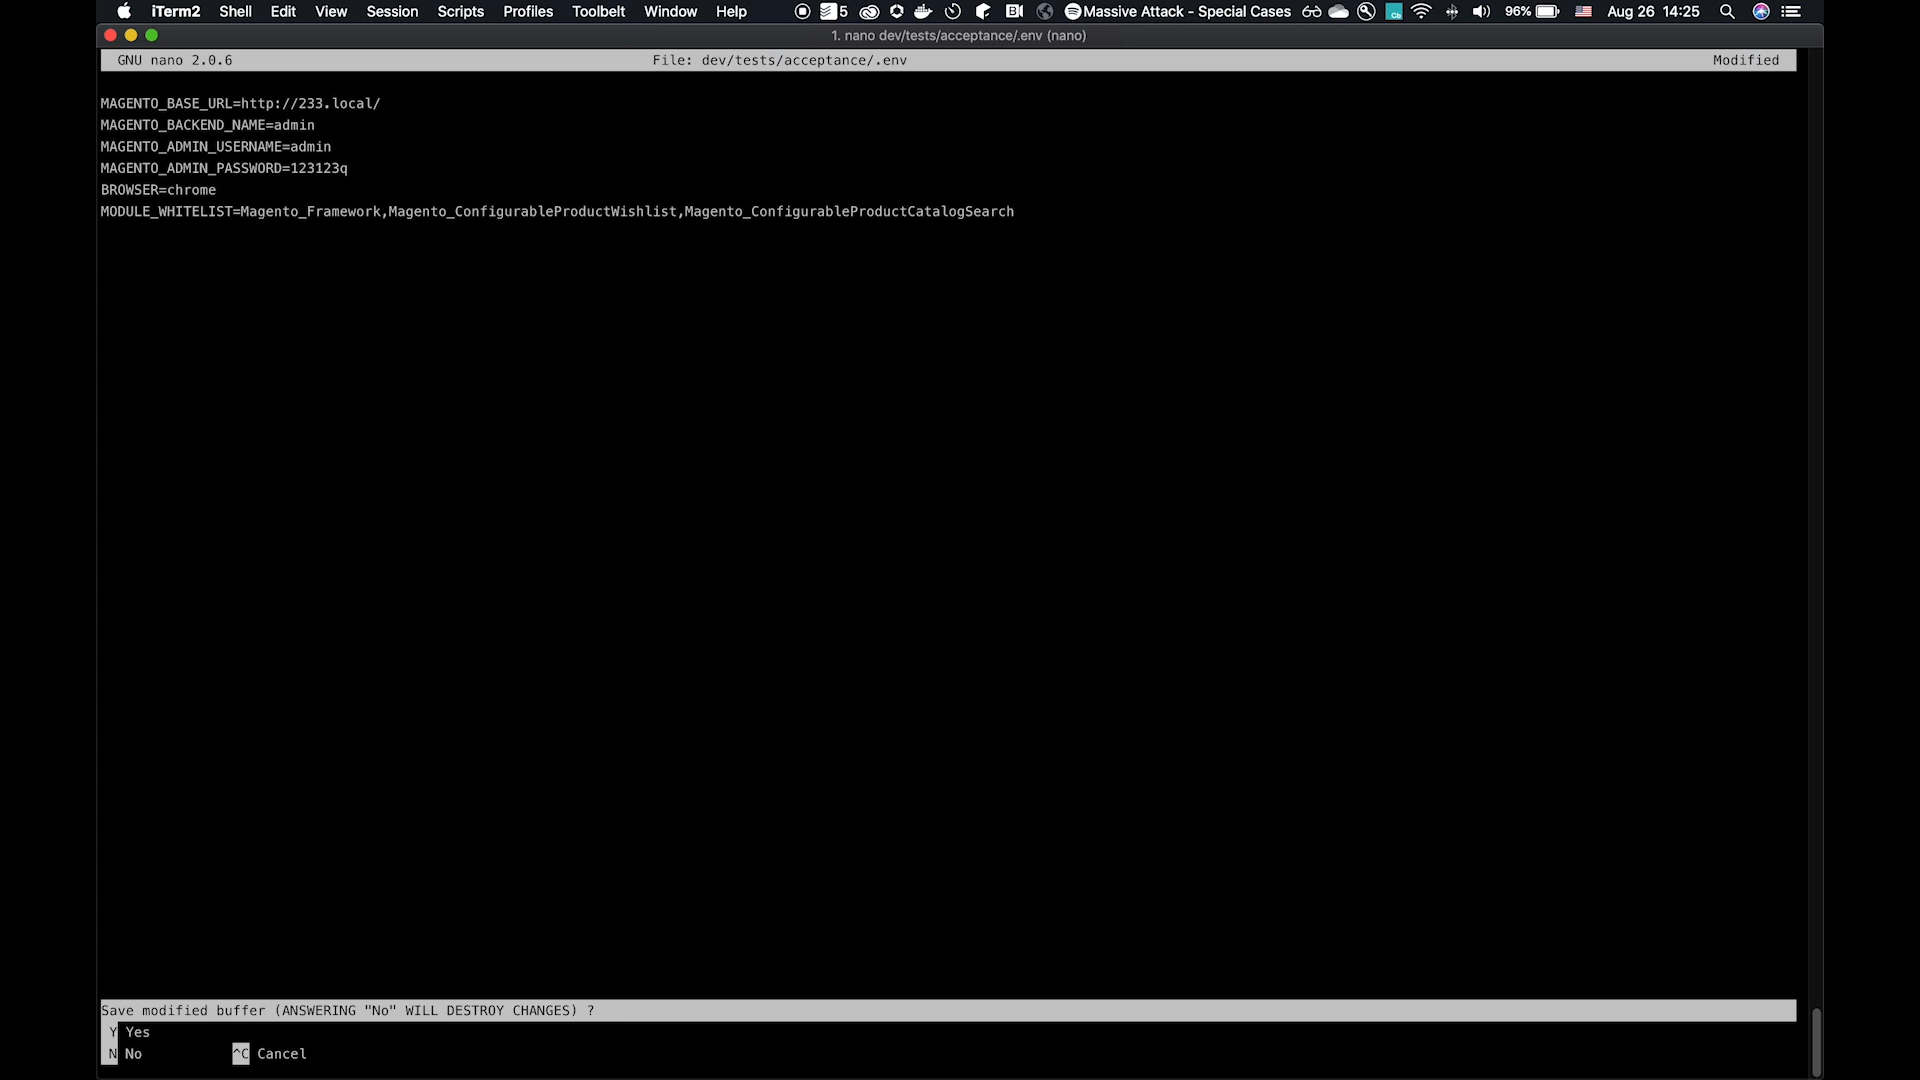 iTerm2 Shell Edit View Session Scripts Profiles Toolbelt Window Help 5 Massive Attack - Special Cases Cb 96% Aug 26 14:25
1. nano dev/tests/acceptance/.env (nano)
GNU nano 2.0.6 File: dev/tests/acceptance/.env Modified
MAGENTO_BASE_URL=http://233.local/
MAGENTO_BACKEND_NAME=admin
MAGENTO_ADMIN_USERNAME=admin
MAGENTO_ADMIN_PASSWORD=123123q
BROWSER=chrome
MODULE_WHITELIST=Magento_Framework,Magento_ConfigurableProductWishlist,Magento_ConfigurableProductCatalogSearch
Save modified buffer (ANSWERING "No" WILL DESTROY CHANGES) ?
Y Yes
N No ^C Cancel